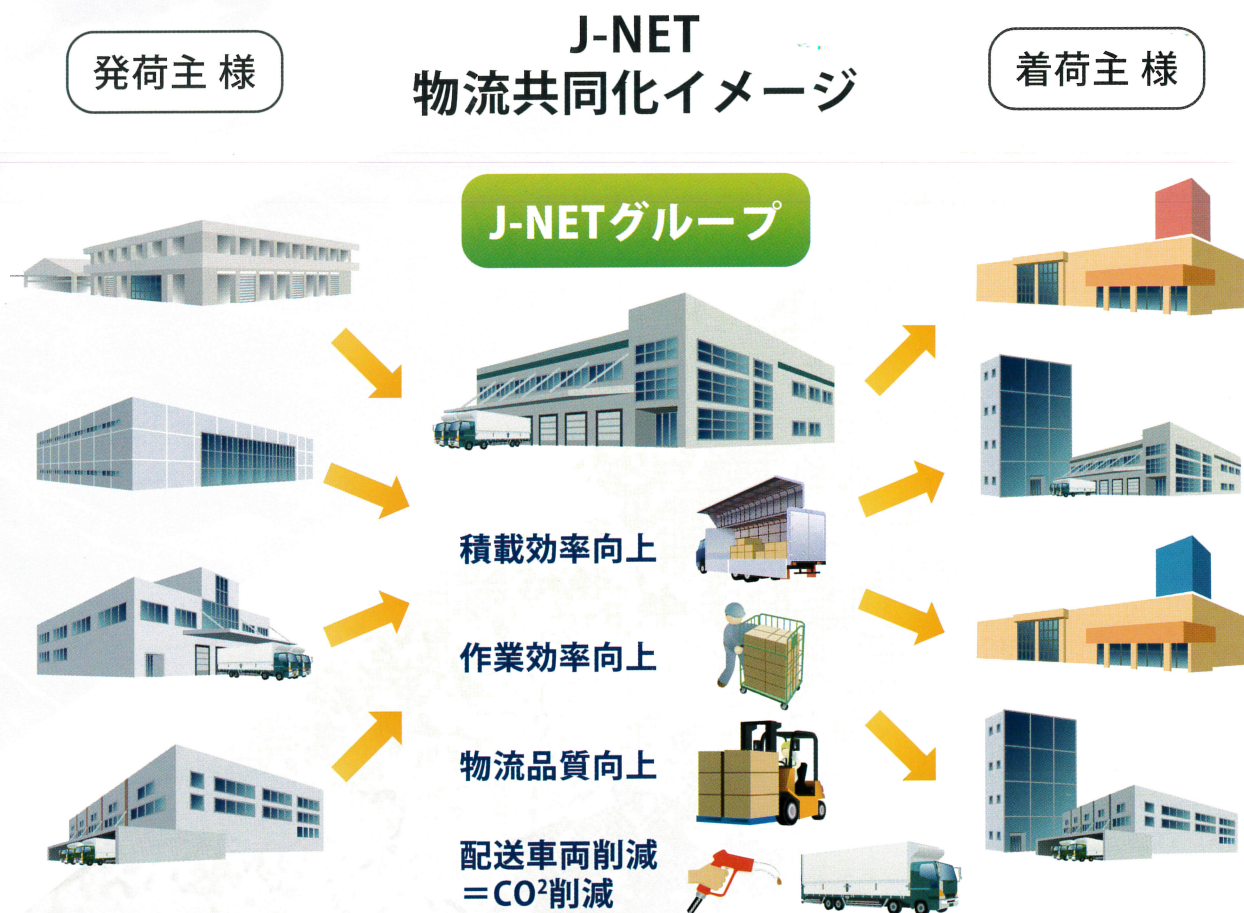 発荷主 様
J-NET
物流共同化イメージ
着荷主 様
J-NETグループ
積載効率向上
作業効率向上
物流品質向上
配送車両削減
＝CO²削減